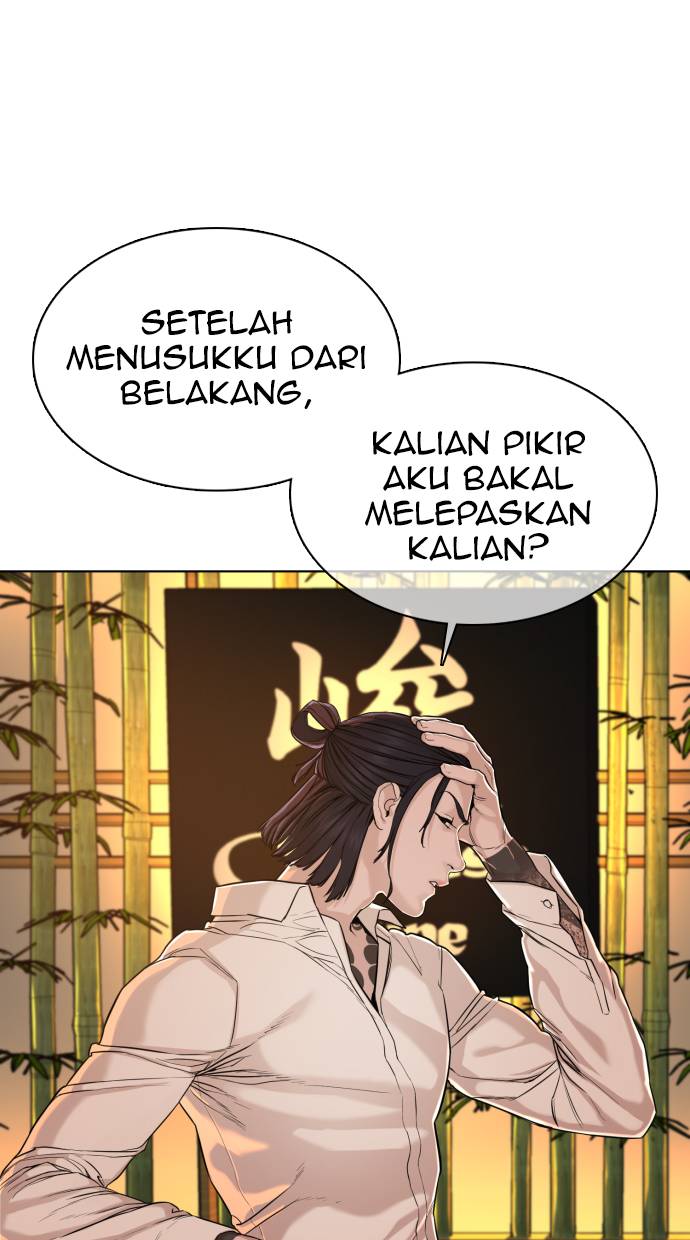 SETELAH
MENUSUKKU DARI
BELAKANG,
KALIAN PIKIR
AKU BAKAL
MELEPASKAN
KALIAN?